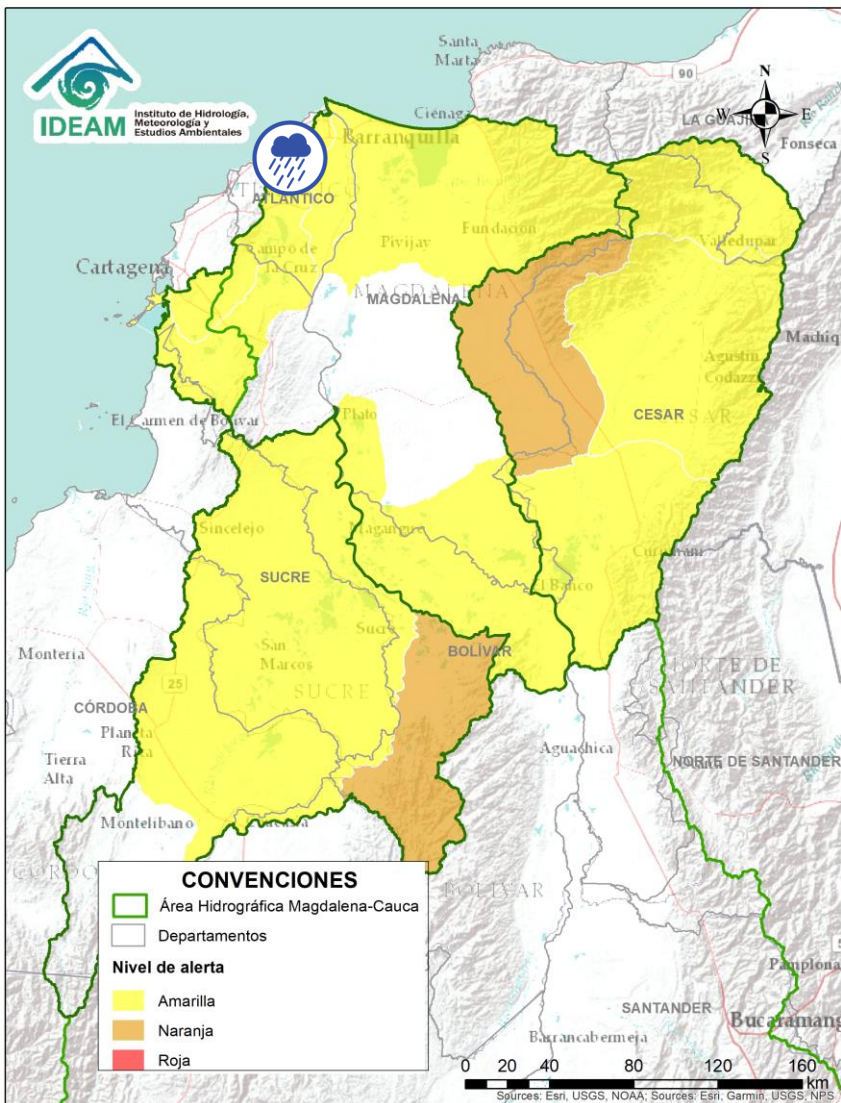 IDEAM
Instituto de Hidrología,
Meteorología y
Estudios Ambientales
Santa
Marta
90
N
W
E
S
LA GUAJIRA
Fonseca
Ciénaga
Barranquilla
ATLÁNTICO
Campo de
la Cruz
Pivijay
Fundación
Valledupar
Cartagena
MAGDALENA
MAGDALENA
Agustín
Codazzi
CESAR
El Carmen de Bolívar
Plato
Sincelejo
Magangué
SUCRE
El Banco
San
Marcos
Sucre
BOLÍVAR
SUCRE
Montería
25
CÓRDOBA
Planeta
Rica
Tierra
Alta
NORTE DE
SANTANDER
Aguachica
NORTE DE SANTANDER
Montelíbano
BOLÍVAR
CONVENCIONES
Área Hidrográfica Magdalena-Cauca
Departamentos
Nivel de alerta
Amarilla
Naranja
Roja
Pamplona
SANTANDER
Bucaramang
Barrancabermeja
0 20 40 80 120 160
km
Sources: Esri, USGS, NOAA; Sources: Esri, Garmin, USGS, NPS